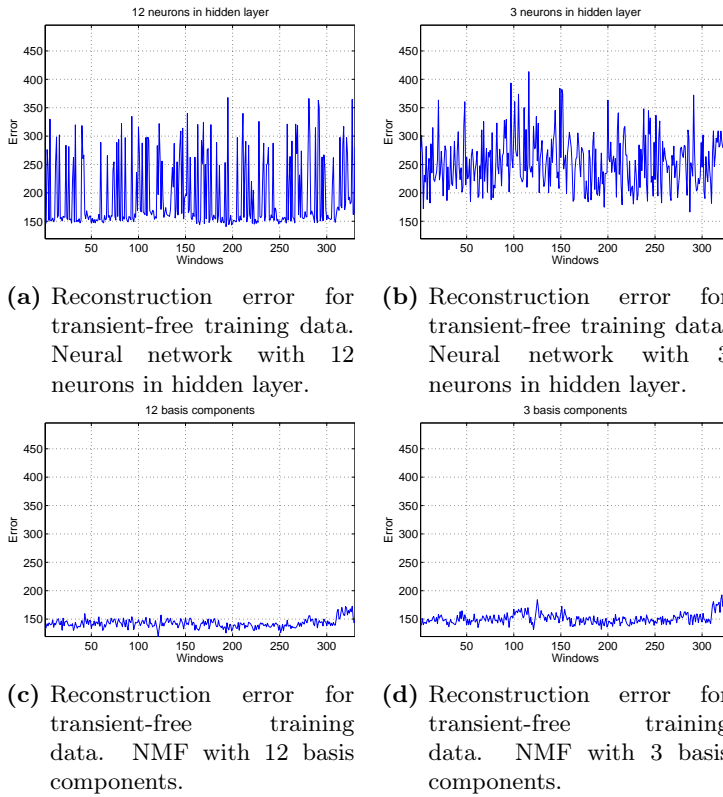 12 neurons in hidden layer
450
400
350
300
250
200
150
Error
50 100 150 200 250 300
Windows
(a) Reconstruction error for
transient-free training data.
Neural network with 12
neurons in hidden layer.
3 neurons in hidden layer
450
400
350
300
250
200
150
Error
50 100 150 200 250 300
Windows
(b) Reconstruction error for
transient-free training data
Neural network with 3
neurons in hidden layer.
12 basis components
450
400
350
300
250
200
150
Error
50 100 150 200 250 300
Windows
(c) Reconstruction error for
transient-free training
data. NMF with 12 basis
components.
3 basis components
450
400
350
300
250
200
150
Error
50 100 150 200 250 300
Windows
(d) Reconstruction error for
transient-free training
data. NMF with 3 basis
components.